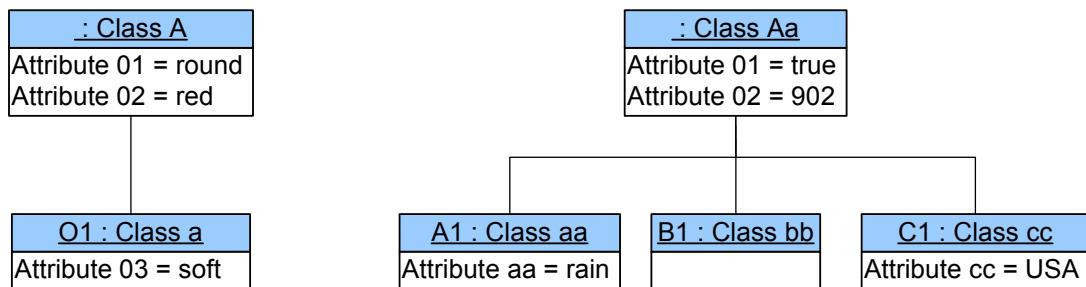 : Class A
Attribute 01 = round
Attribute 02 = red
O1 : Class a
Attribute 03 = soft
: Class Aa
Attribute 01 = true
Attribute 02 = 902
A1 : Class aa
Attribute aa = rain
B1 : Class bb
C1 : Class cc
Attribute cc = USA